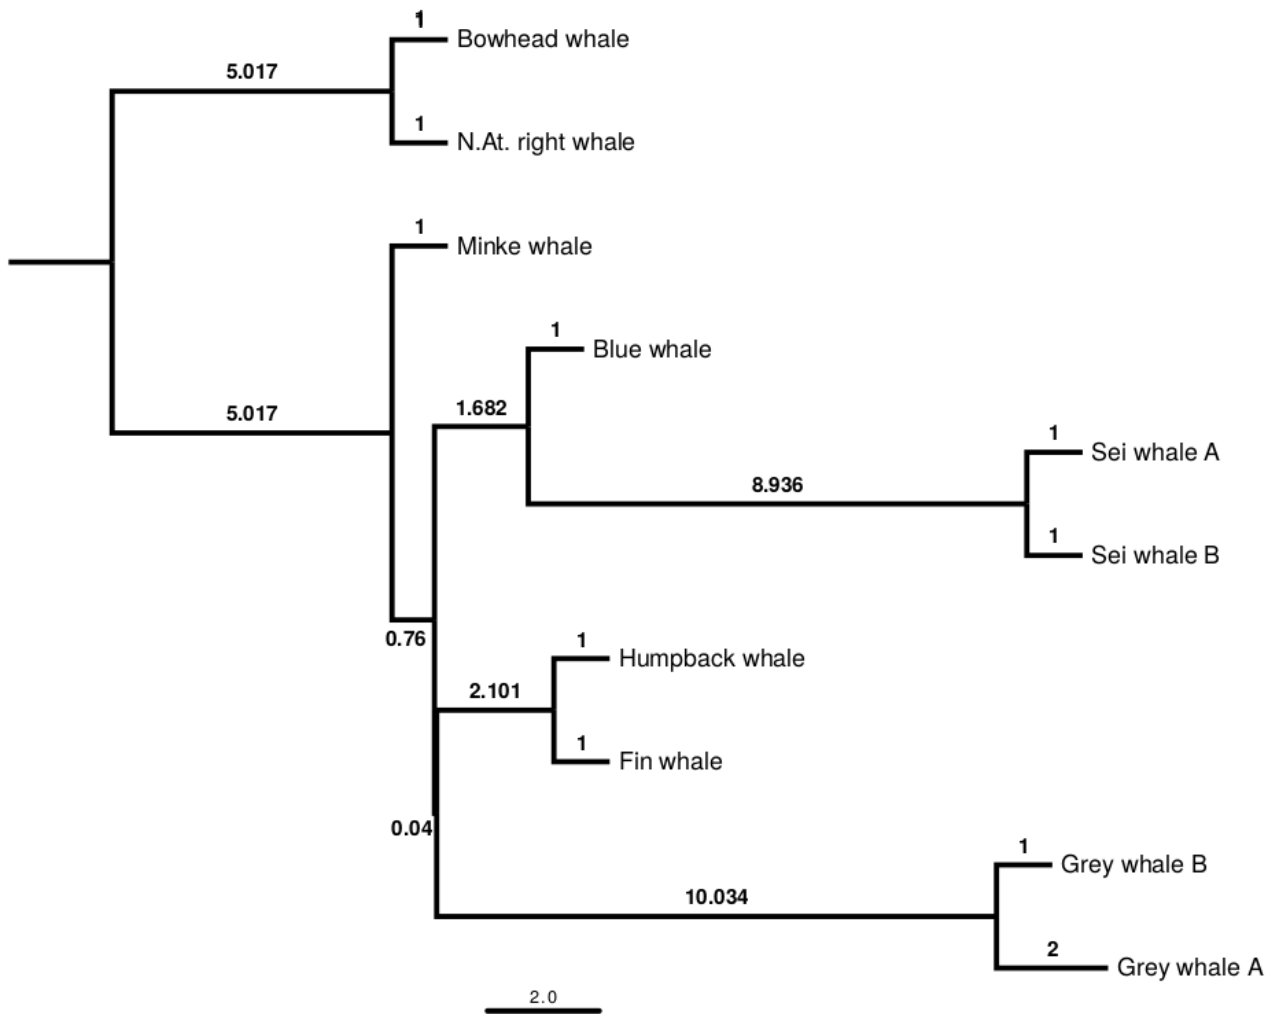 1
Bowhead whale
5.017
1
N.At. right whale
1
Minke whale
1
Blue whale
1.682
5.017
1
Sei whale A
8.936
1
Sei whale B
0.76
1
Humpback whale
2.101
1
Fin whale
0.04
1
Grey whale B
10.034
2
Grey whale A
2.0